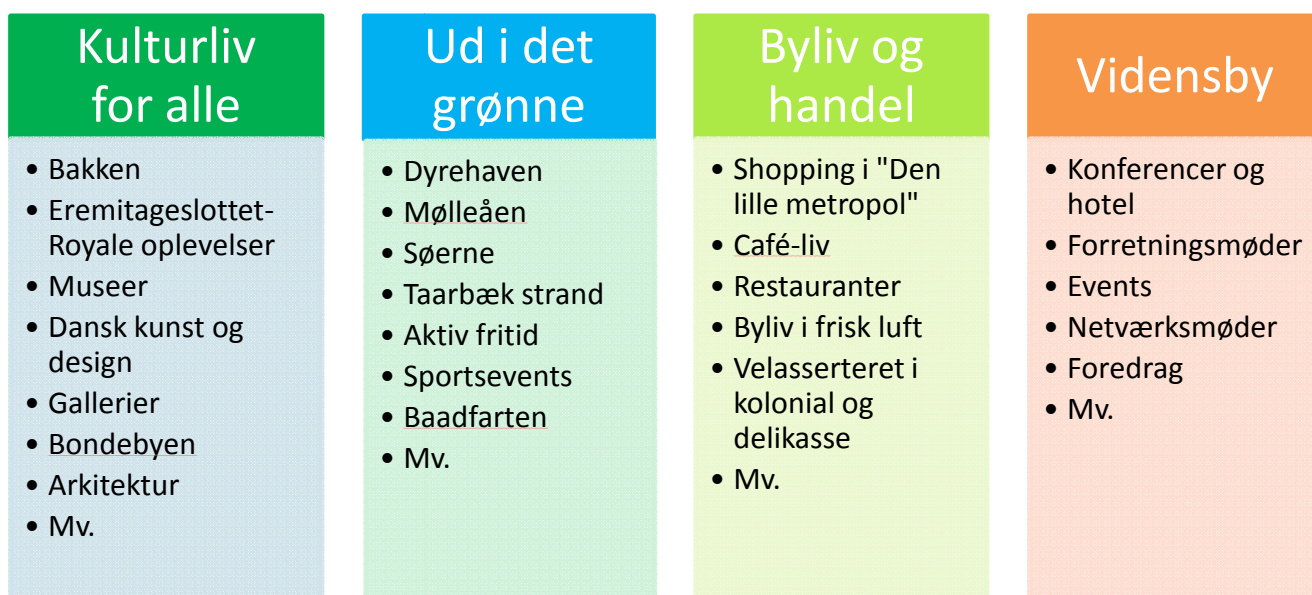 Kulturliv
for alle
• Bakken
• Eremitageslottet-
Royale oplevelser
• Museer
• Dansk kunst og
design
• Gallerier
• Bondebyen
• Arkitektur
• Mv.
Ud i det
grønne
• Dyrehaven
• Mølleåen
• Søerne
• Taarbæk strand
• Aktiv fritid
• Sportsevents
• Baadfarten
• Mv.
Byliv og
handel
• Shopping i "Den
lille metropol"
• Café-liv
• Restauranter
• Byliv i frisk luft
• Velasserteret i
kolonial og
delikasse
• Mv.
Vidensby
• Konferencer og
hotel
• Forretningsmøder
• Events
• Netværksmøder
• Foredrag
• Mv.